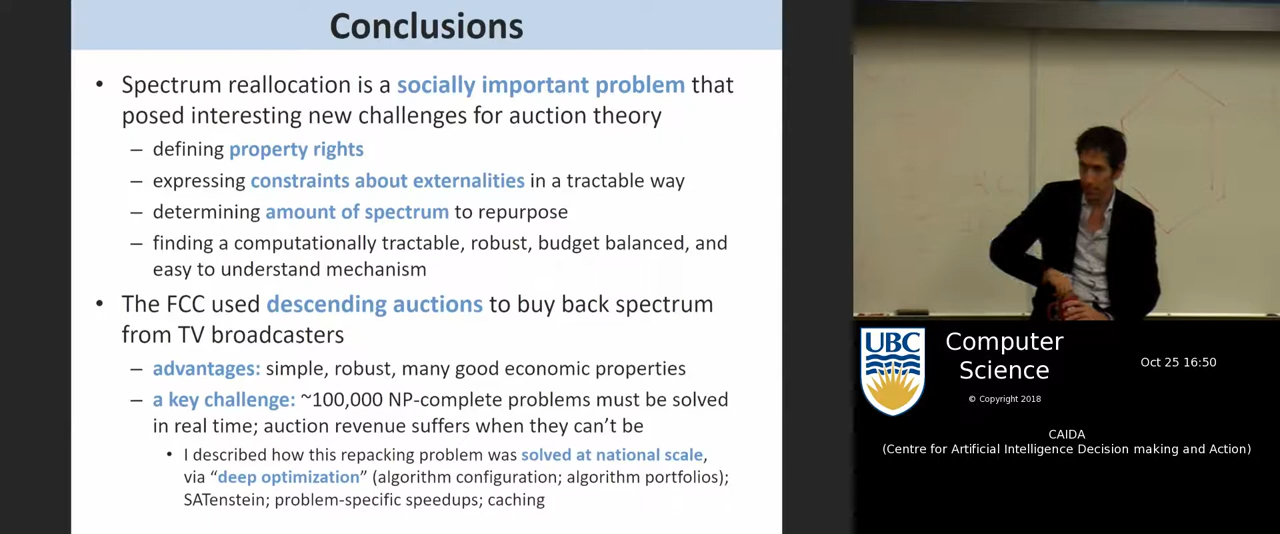 Conclusions
• Spectrum reallocation is a socially important problem that
posed interesting new challenges for auction theory
– defining property rights
– expressing constraints about externalities in a tractable way
– determining amount of spectrum to repurpose
– finding a computationally tractable, robust, budget balanced, and
easy to understand mechanism
• The FCC used descending auctions to buy back spectrum
from TV broadcasters
– advantages: simple, robust, many good economic properties
– a key challenge: ~100,000 NP-complete problems must be solved
in real time; auction revenue suffers when they can’t be
• I described how this repacking problem was solved at national scale,
via “deep optimization” (algorithm configuration; algorithm portfolios);
SATenstein; problem-specific speedups; caching
UBC
Computer
Science
© Copyright 2018
Oct 25 16:50
CAIDA
(Centre for Artificial Intelligence Decision making and Action)